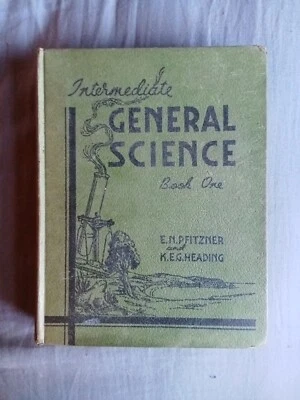 Intermediate
GENERAL
SCIENCE
Book One
E.N.PFITZNER
and
K.E.G.HEADING